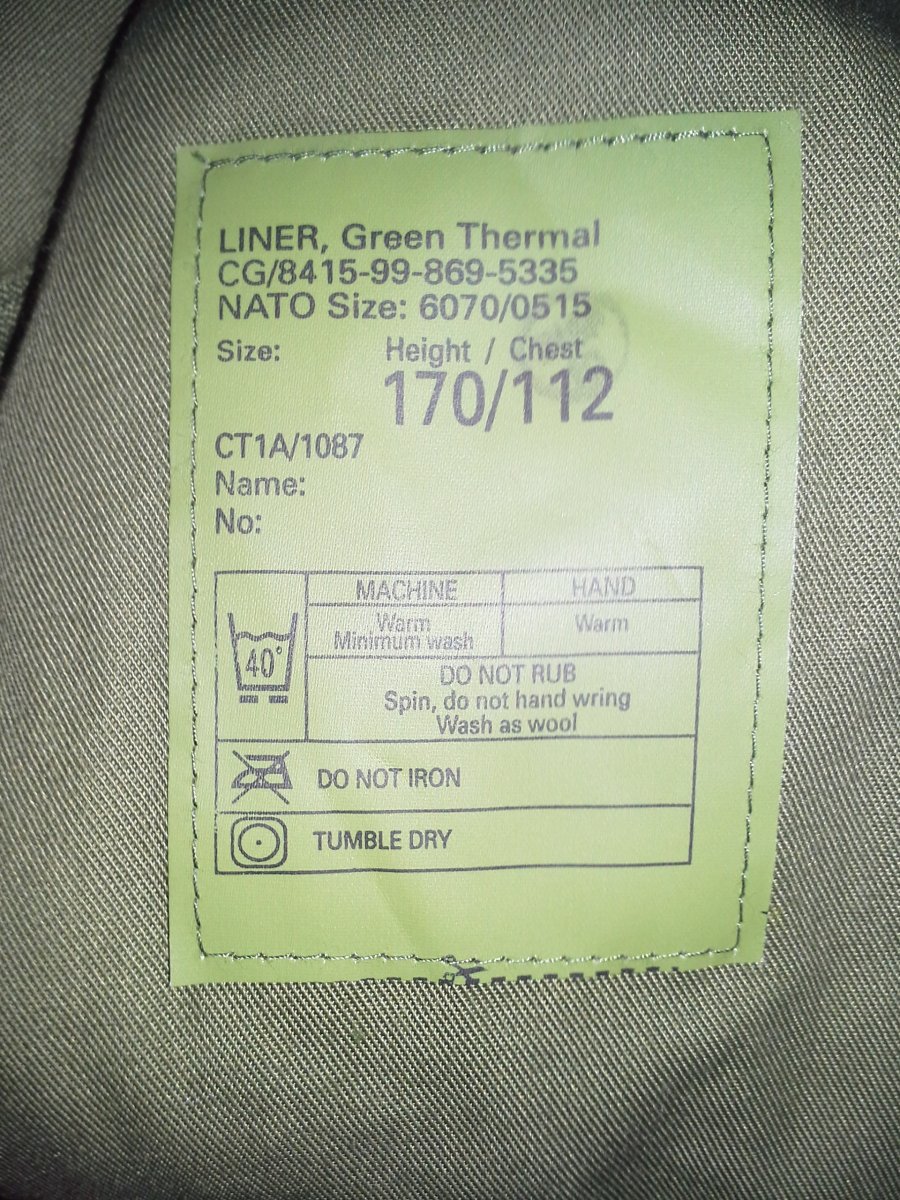 LINER, Green Thermal
CG/8415-99-869-5335
NATO Size: 6070/0515
Size: Height / Chest
170/112
CT1A/1087
Name:
No:
MACHINE HAND
Warm Warm
Minimum wash
40°
DO NOT RUB
Spin, do not hand wring
Wash as wool
DO NOT IRON
TUMBLE DRY